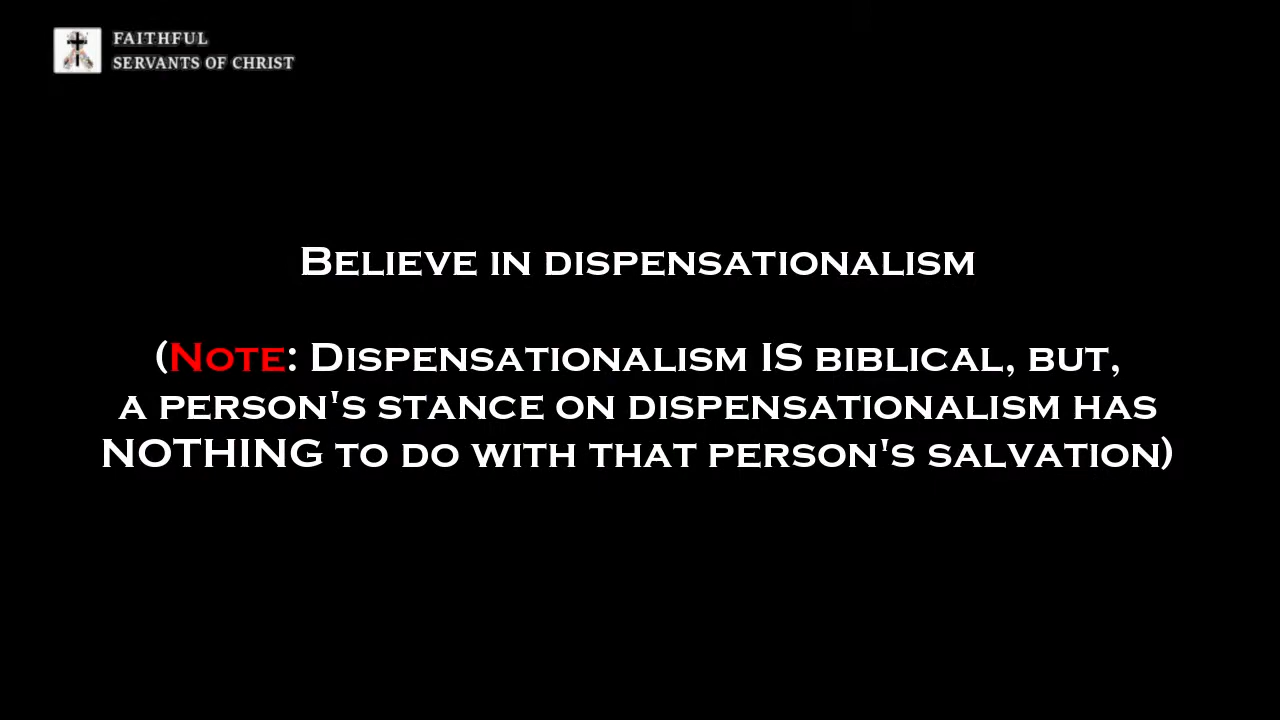 FAITHFUL
SERVANTS OF CHRIST
BELIEVE IN DISPENSATIONALISM
(NOTE: DISPENSATIONALISM IS BIBLICAL, BUT,
A PERSON'S STANCE ON DISPENSATIONALISM HAS
NOTHING TO DO WITH THAT PERSON'S SALVATION)